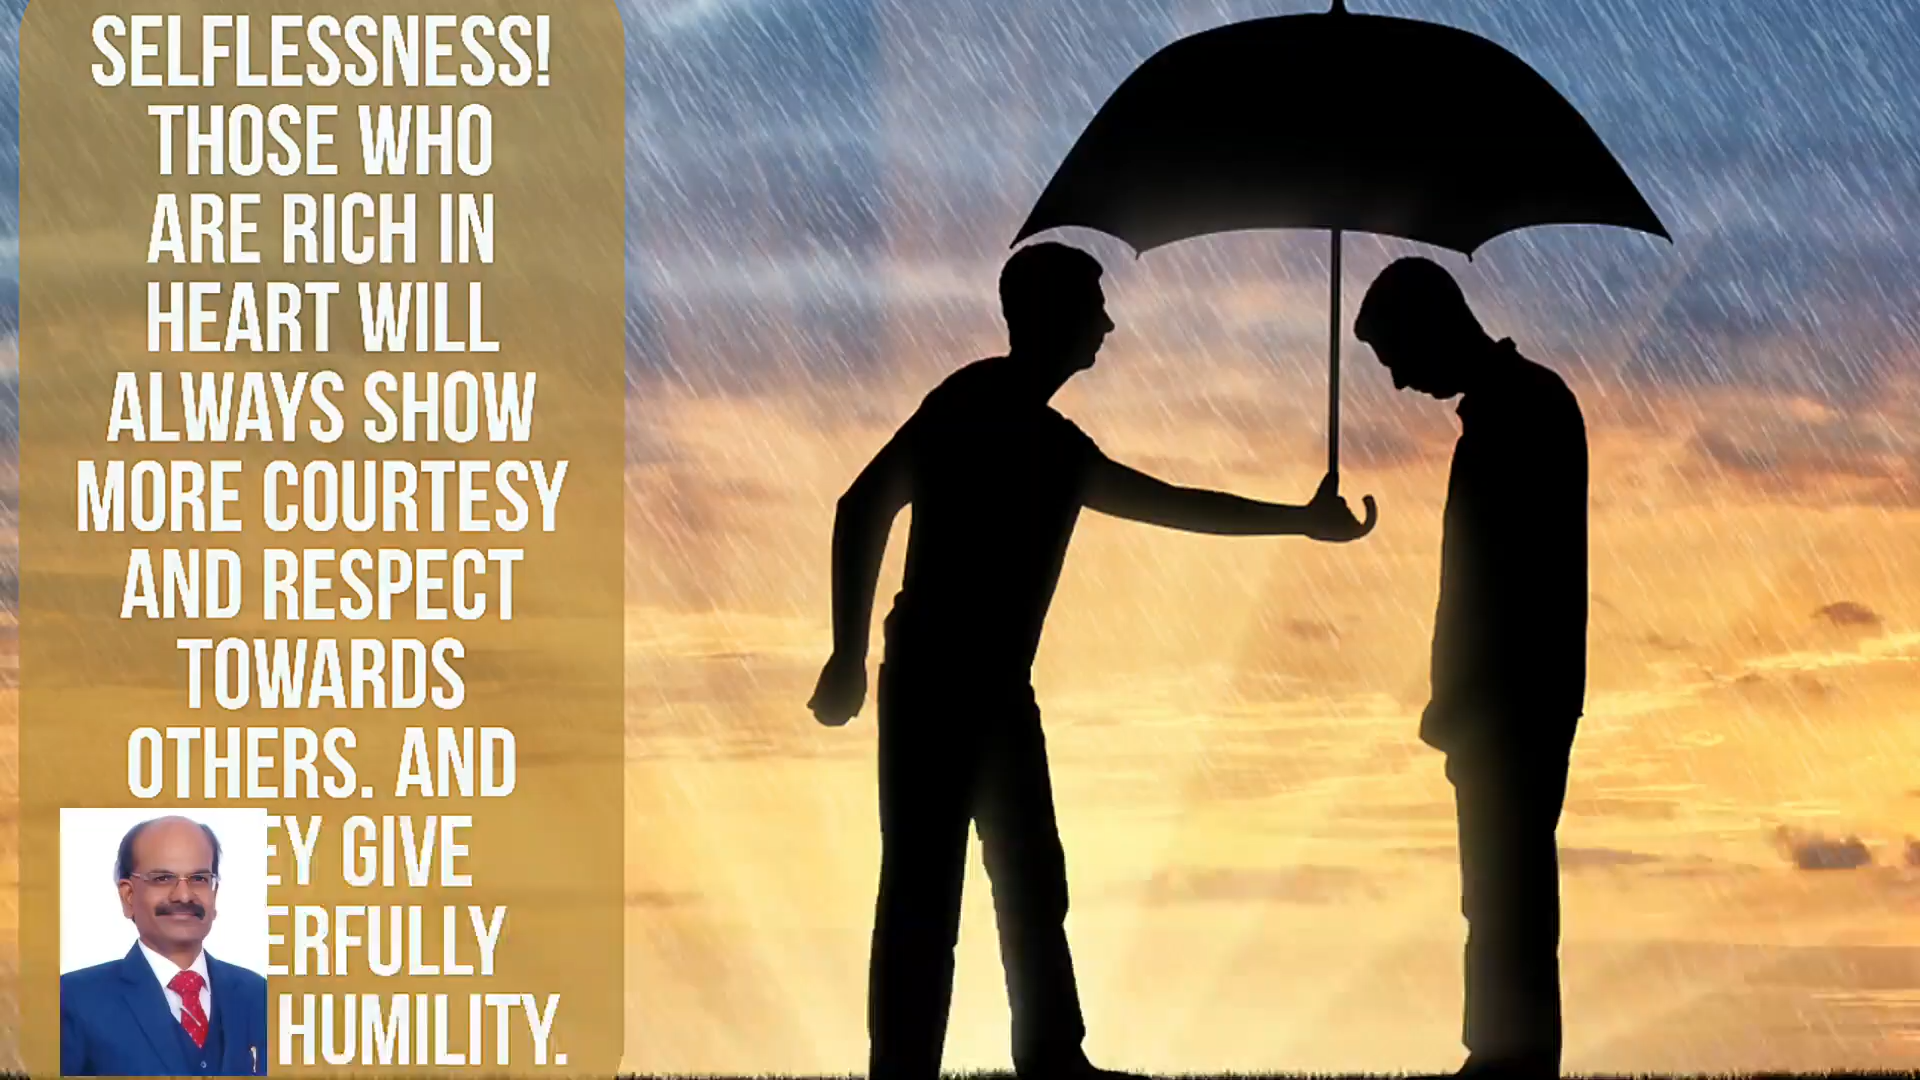 SELFLESSNESS!
THOSE WHO
ARE RICH IN
HEART WILL
ALWAYS SHOW
MORE COURTESY
AND RESPECT
TOWARDS
OTHERS. AND
EY GIVE
ERFULLY
HUMILITY.